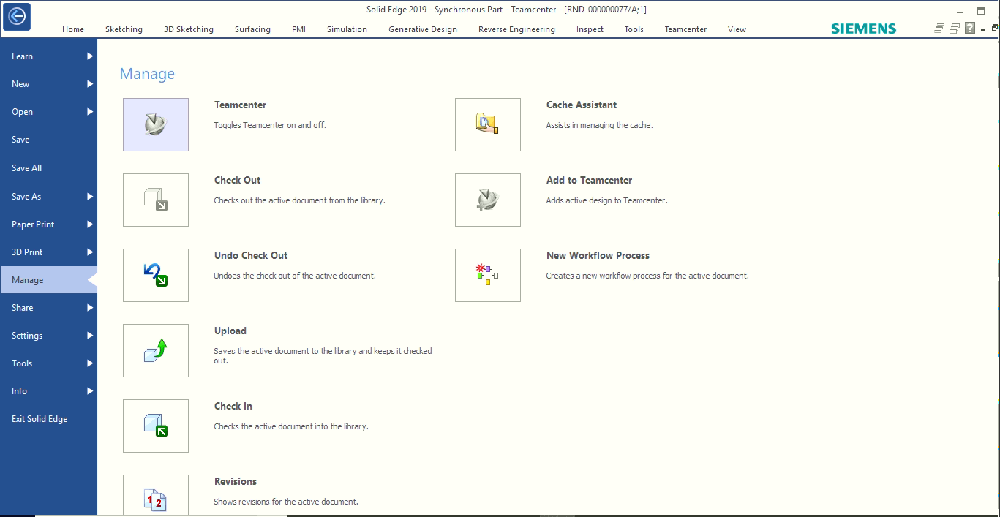 Solid Edge 2019 - Synchronous Part - Teamcenter - [RND-000000077/A;1]
Home Sketching 3D Sketching Surfacing PMI Simulation Generative Design Reverse Engineering Inspect Tools Teamcenter View SIEMENS ?
Learn
New
Open
Save
Save All
Save As
Paper Print
3D Print
Manage
Share
Settings
Tools
Info
Exit Solid Edge
Manage
Teamcenter
Toggles Teamcenter on and off.
Check Out
Checks out the active document from the library.
Undo Check Out
Undoes the check out of the active document.
Upload
Saves the active document to the library and keeps it checked
out.
Check In
Checks the active document into the library.
1 2
Revisions
Shows revisions for the active document.
Cache Assistant
Assists in managing the cache.
Add to Teamcenter
Adds active design to Teamcenter.
New Workflow Process
Creates a new workflow process for the active document.